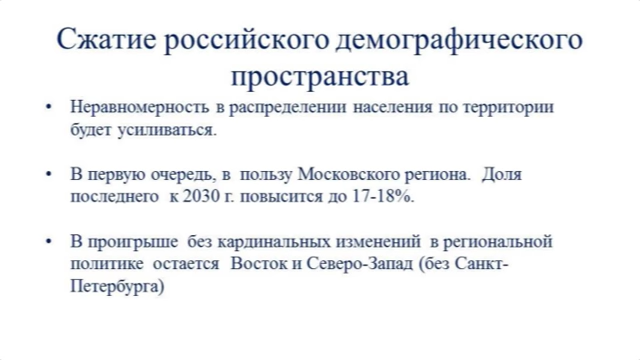 Сжатие российского демографического
пространства
• Неравномерность в распределении населения по территории
будет усиливаться.
• В первую очередь, в пользу Московского региона. Доля
последнего к 2030 г. повысится до 17-18%.
• В проигрыше без кардинальных изменений в региональной
политике остается Восток и Северо-Запад (без Санкт-
Петербурга)